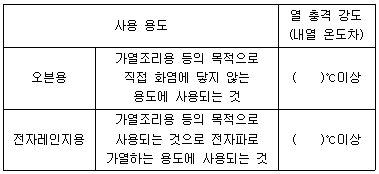 사용 용도
열 충격 강도
(내열 온도차)
오븐용
가열조리용 등의 목적으로
직접 화염에 닿지 않는
용도에 사용되는 것
( )℃이상
전자레인지용
가열조리용 등의 목적으로
사용되는 것으로 전자파로
가열하는 용도에 사용되는 것
( )℃이상